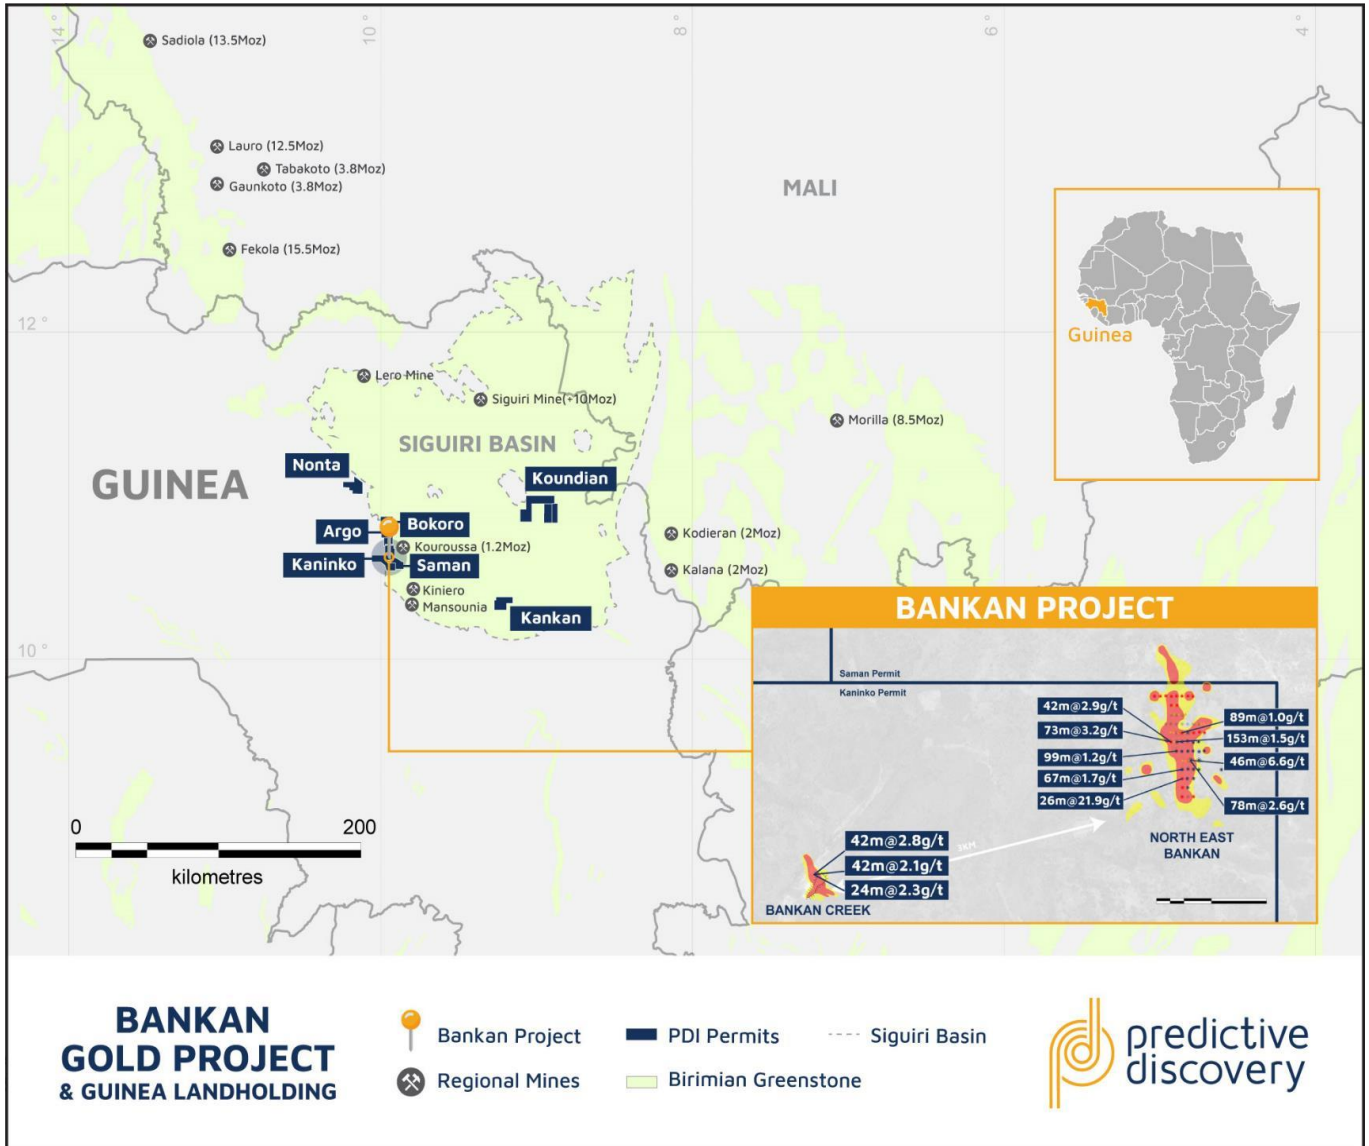 14°
10°
8°
6°
4°
Sadiola (13.5Moz)
Lauro (12.5Moz)
Tabakoto (3.8Moz)
Gaunkoto (3.8Moz)
Fekola (15.5Moz)
MALI
Guinea
12°
Lero Mine
Siguiri Mine(+10Moz)
Morilla (8.5Moz)
SIGUIRI BASIN
GUINEA
Nonta
Koundian
Bokoro
Argo
Kouroussa (1.2Moz)
Kaninko
Saman
Kodieran (2Moz)
Kalana (2Moz)
Kiniero
Mansounia
Kankan
10°
BANKAN PROJECT
Saman Permit
Kaninko Permit
42m@2.9g/t
89m@1.0g/t
73m@3.2g/t
153m@1.5g/t
99m@1.2g/t
46m@6.6g/t
67m@1.7g/t
26m@21.9g/t
78m@2.6g/t
NORTH EAST
BANKAN
3KM
42m@2.8g/t
42m@2.1g/t
24m@2.3g/t
BANKAN CREEK
0
200
kilometres
BANKAN
GOLD PROJECT
& GUINEA LANDHOLDING
Bankan Project
PDI Permits
Siguiri Basin
Regional Mines
Birimian Greenstone
predictive
discovery